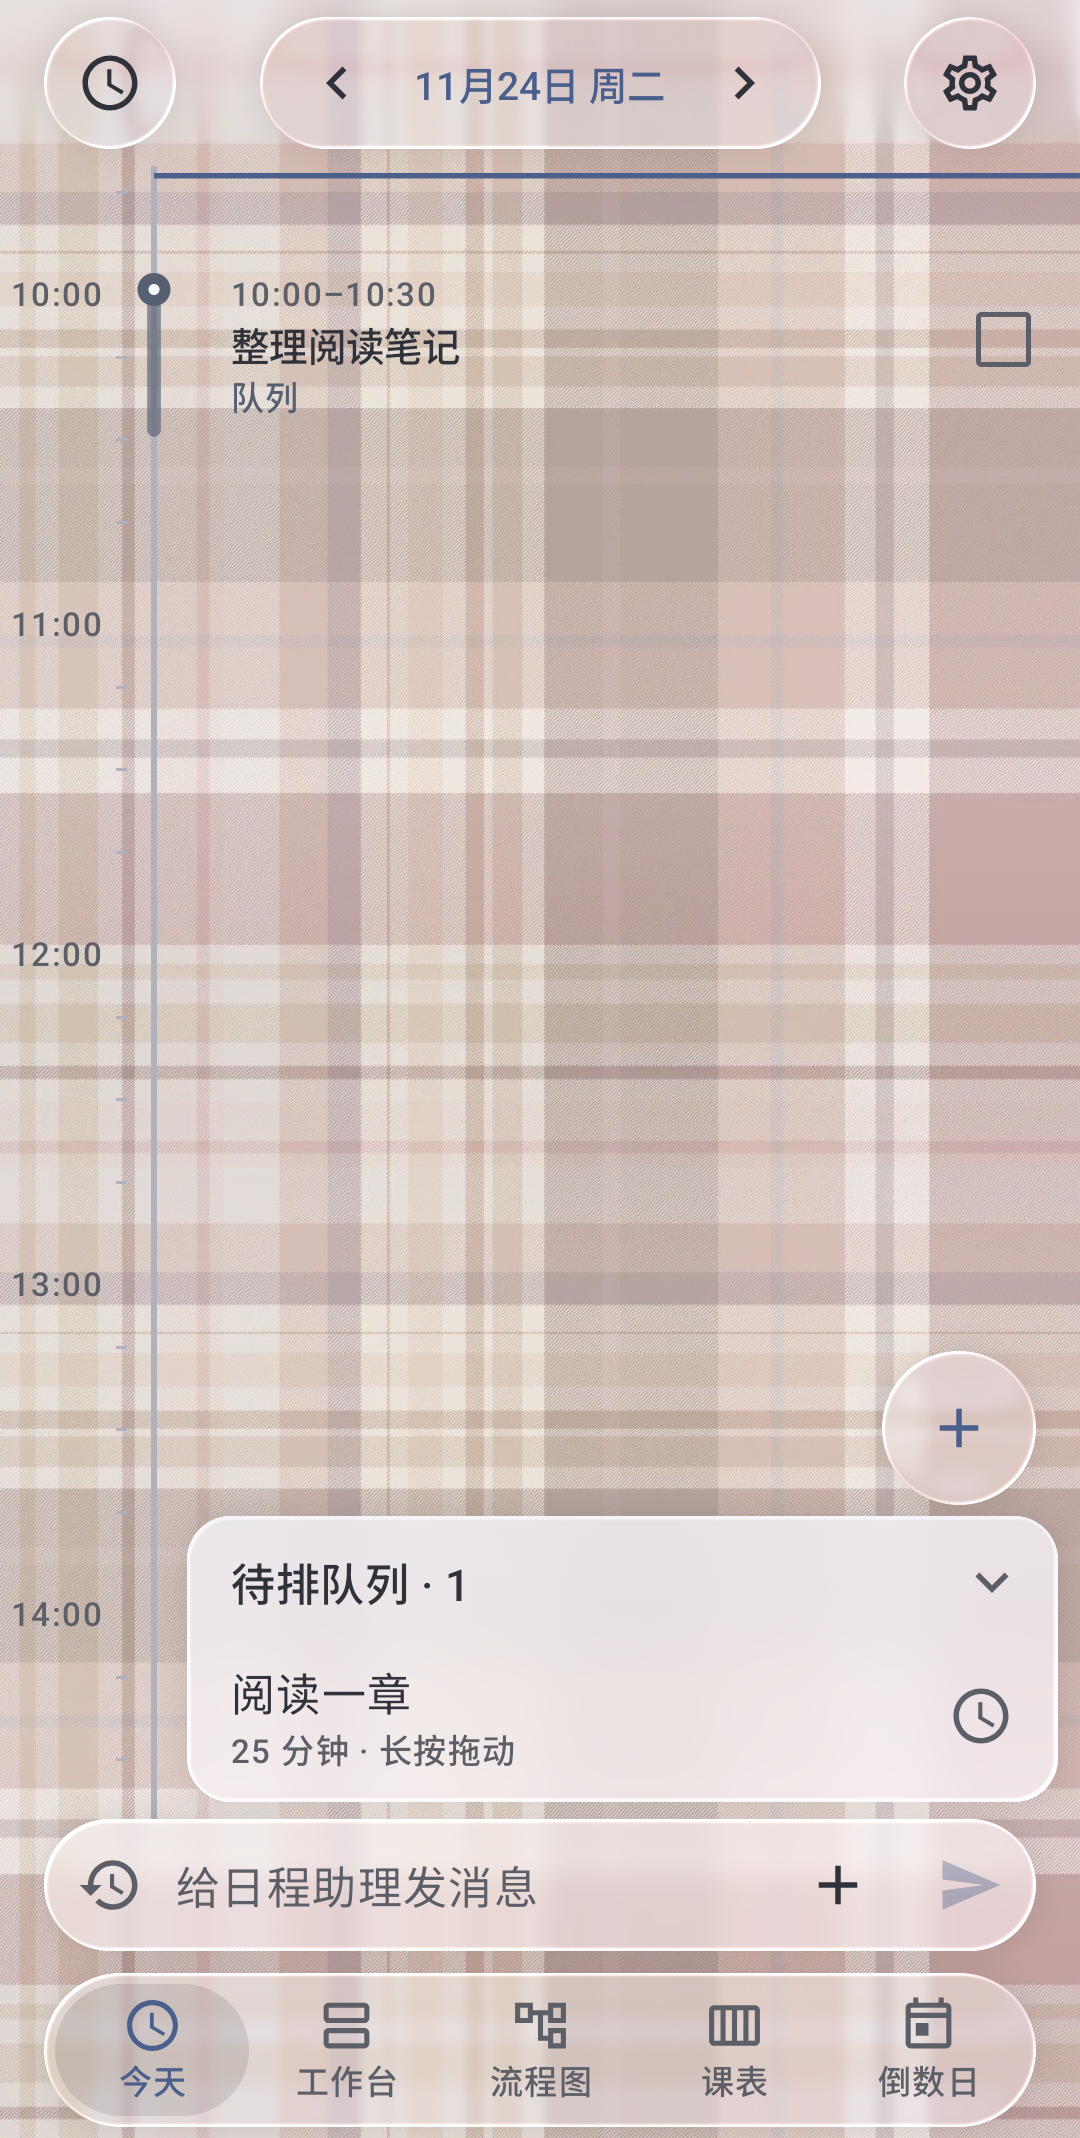 11月24日 周二
10:00
10:00–10:30
整理阅读笔记
队列
11:00
12:00
13:00
14:00
待排队列 · 1
阅读一章
25 分钟 · 长按拖动
给日程助理发消息
今天
工作台
流程图
课表
倒数日